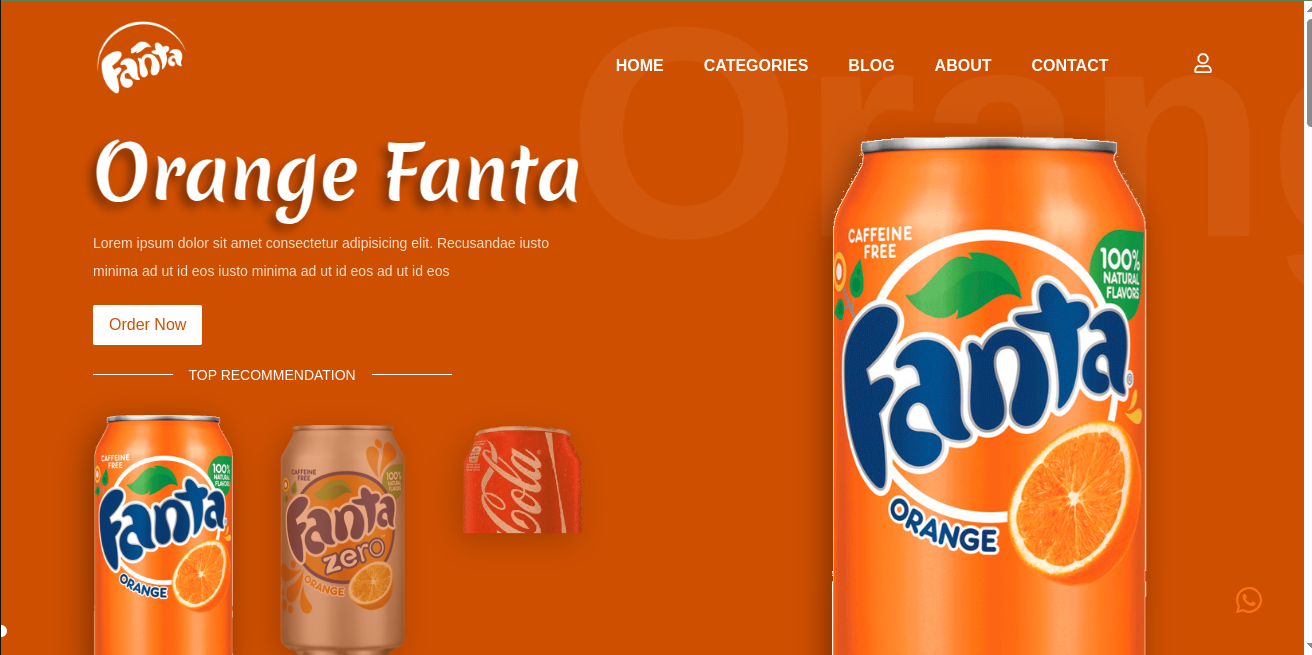 Fanta
HOME CATEGORIES BLOG ABOUT CONTACT
Orang
Orange Fanta
Lorem ipsum dolor sit amet consectetur adipisicing elit. Recusandae iusto
minima ad ut id eos iusto minima ad ut id eos ad ut id eos
Order Now
TOP RECOMMENDATION
CAFFEINE
FREE
100%
NATURAL
FLAVORS
Fanta
ORANGE
CAFFEINE
FREE
100%
NATURAL
FLAVORS
Fanta
zero
ORANGE
Cola
CAFFEINE
FREE
100%
NATURAL
FLAVORS
Fanta
®
ORANGE